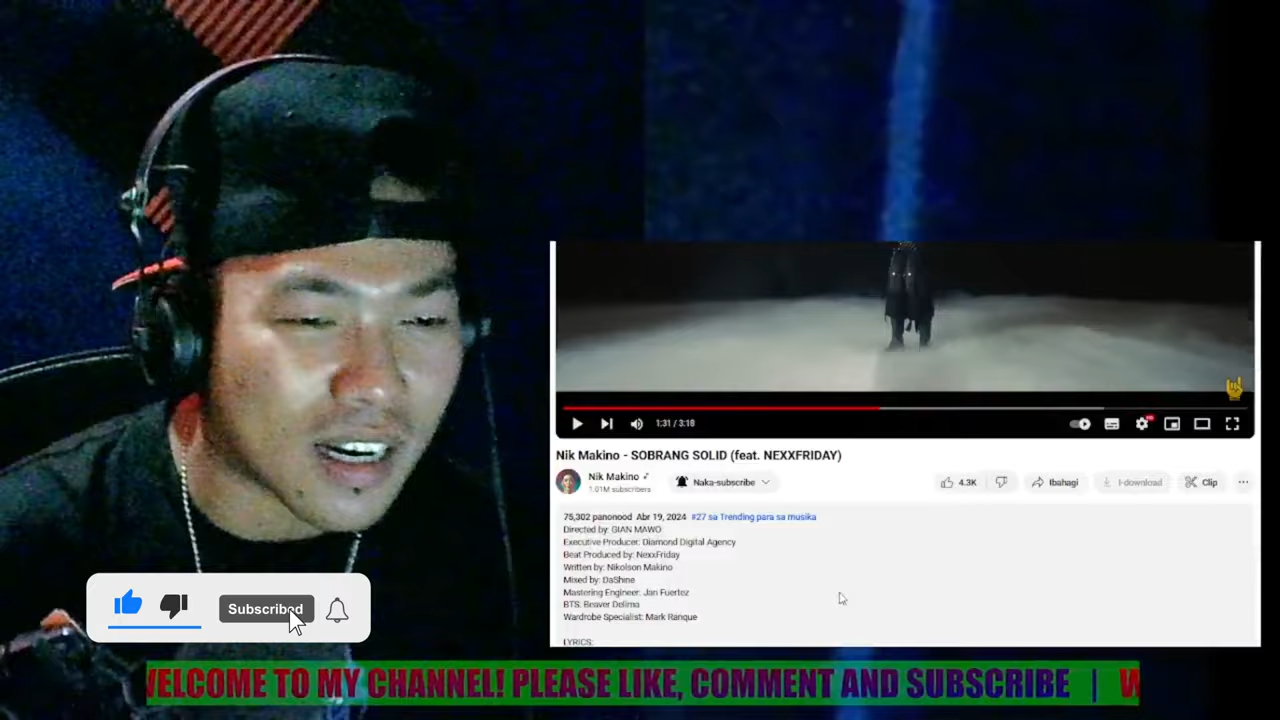 1:31 / 3:18
Nik Makino - SOBRANG SOLID (feat. NEXXFRIDAY)
Nik Makino
1.01M subscribers
Naka-subscribe
4.3K
Ibahagi
I-download
Clip
75,302 panonood Abr 19, 2024 #27 sa Trending para sa musika
Directed by: GIAN MAWO
Executive Producer: Diamond Digital Agency
Beat Produced by: NexxFriday
Written by: Nikolson Makino
Mixed by: DaShine
Mastering Engineer: Jan Fuertez
BTS: Beaver Delima
Wardrobe Specialist: Mark Ranque
LYRICS:
Subscribed
WELCOME TO MY CHANNEL! PLEASE LIKE, COMMENT AND SUBSCRIBE | W